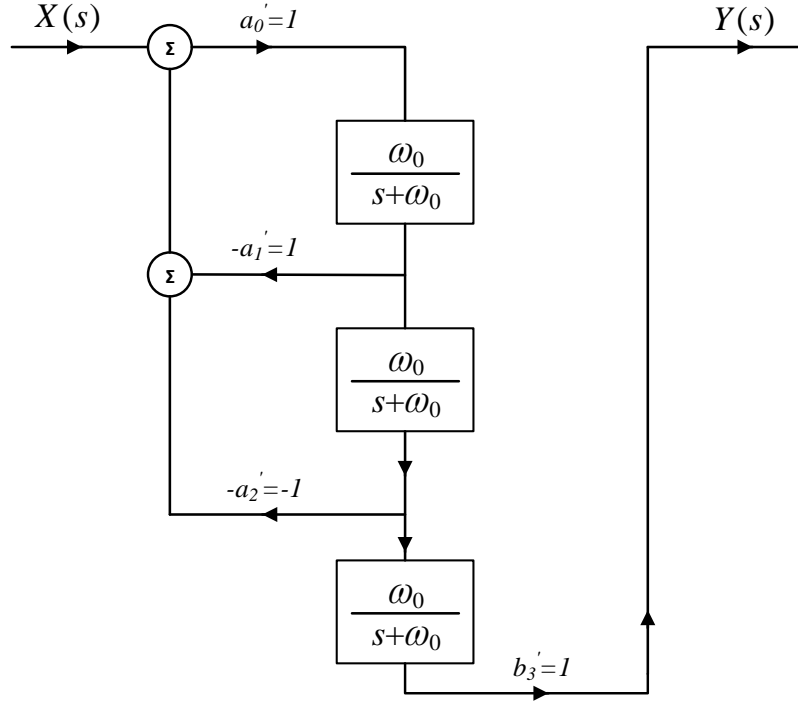 X(s)
Σ
a₀'=1
Y(s)
ω₀
s+ω₀
Σ
-a₁'=1
ω₀
s+ω₀
-a₂'=-1
ω₀
s+ω₀
b₃'=1